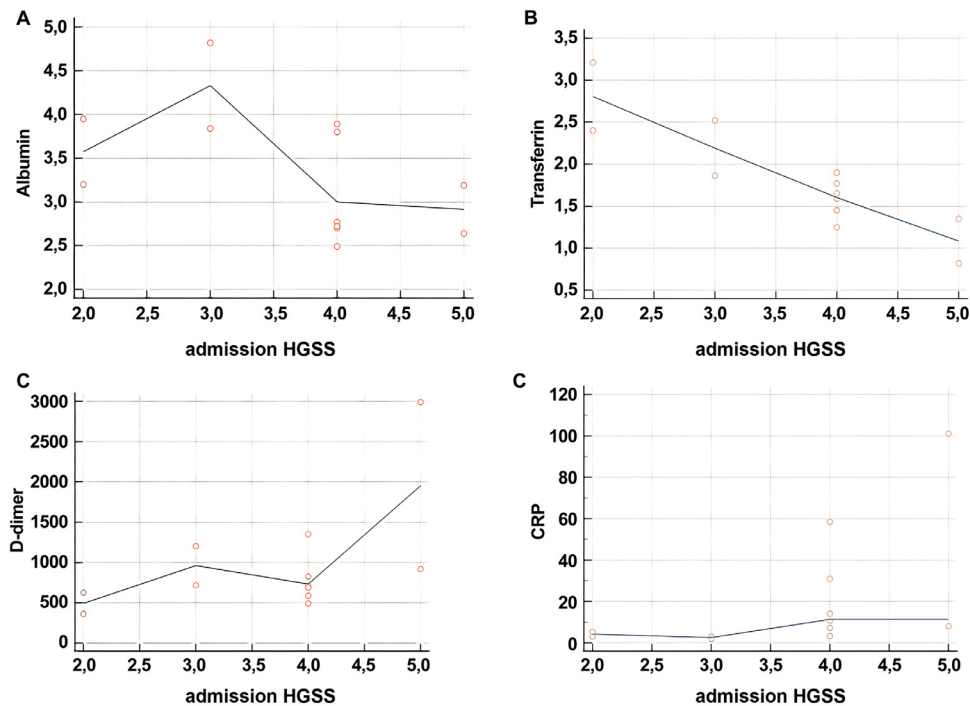 A
5,0
4,5
4,0
3,5
3,0
2,5
2,0
Albumin
2,0 2,5 3,0 3,5 4,0 4,5 5,0
admission HGSS
B
3,5
3,0
2,5
2,0
1,5
1,0
0,5
Transferrin
2,0 2,5 3,0 3,5 4,0 4,5 5,0
admission HGSS
C
3000
2500
2000
1500
1000
500
0
D-dimer
2,0 2,5 3,0 3,5 4,0 4,5 5,0
admission HGSS
C
120
100
80
60
40
20
0
CRP
2,0 2,5 3,0 3,5 4,0 4,5 5,0
admission HGSS